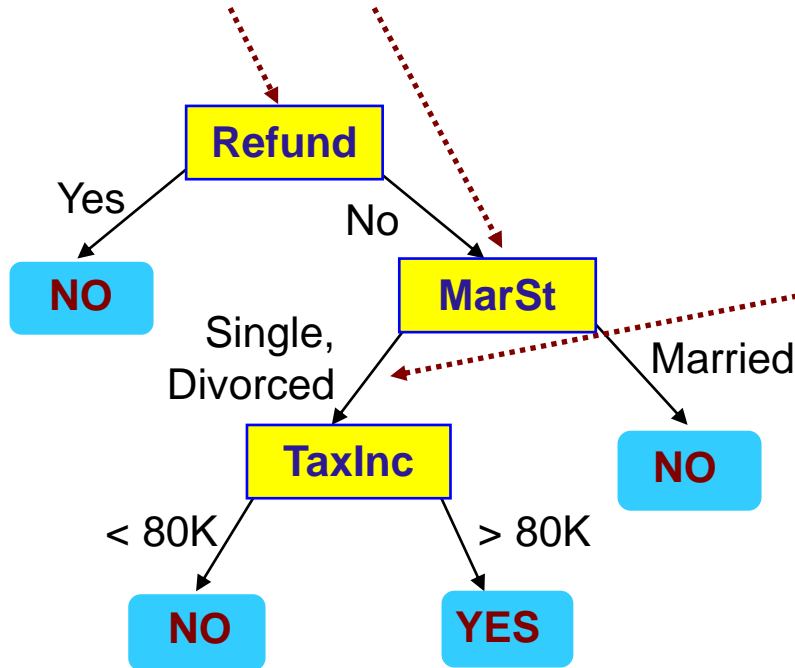 Refund
Yes
No
NO
MarSt
Single,
Divorced
Married
TaxInc
NO
< 80K
> 80K
NO
YES